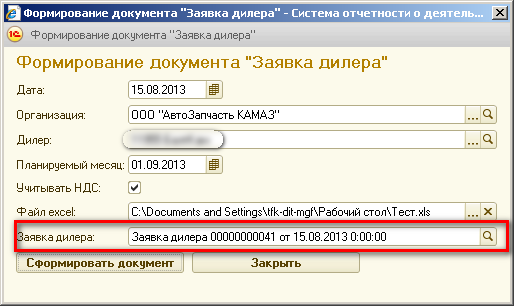 Формирование документа "Заявка дилера" - Система отчетности о деятель...
Формирование документа "Заявка дилера"
Формирование документа "Заявка дилера"
Дата: 15.08.2013
Организация: ООО "АвтоЗапчасть КАМАЗ"
Дилер:
Планируемый месяц: 01.09.2013
Учитывать НДС:
Файл excel: C:\Documents and Settings\tfk-dit-mgf\Рабочий стол\Тест.xls
Заявка дилера: Заявка дилера 00000000041 от 15.08.2013 0:00:00
Сформировать документ Закрыть